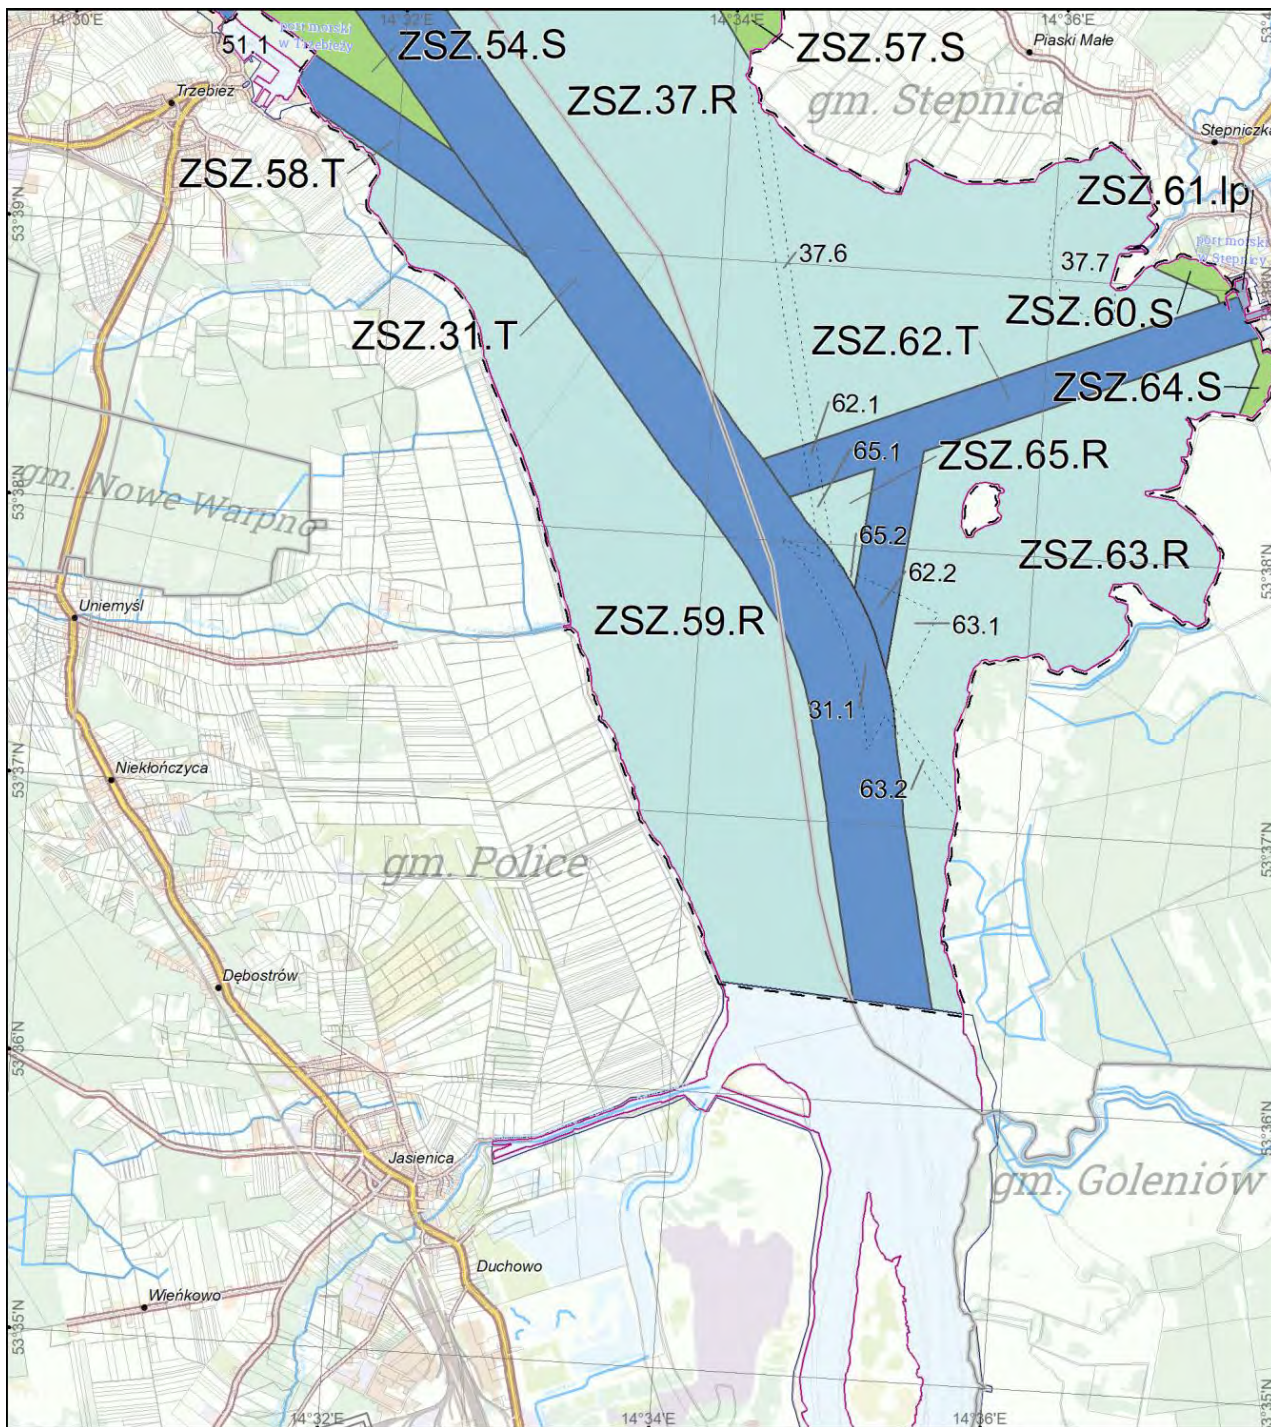 14°30'E
14°32'E
14°34'E
14°36'E
51.1
port morski
w Trzebieży
ZSZ.54.S
ZSZ.57.S
Piaski Małe
Trzebież
ZSZ.37.R
gm. Stepnica
Stepniczka
ZSZ.58.T
ZSZ.61.Ip
53°39'N
port morski
w Stepnicy
37.6
37.7
53°39'N
ZSZ.60.S
ZSZ.31.T
ZSZ.62.T
ZSZ.64.S
62.1
65.1
ZSZ.65.R
53°38'N
gm. Nowe Warpno
65.2
ZSZ.63.R
53°38'N
62.2
Uniemyśl
ZSZ.59.R
63.1
31.1
53°37'N
Niekłończyca
63.2
gm. Police
53°37'N
Dębostrów
53°36'N
53°36'N
Jasienica
gm. Goleniów
Duchowo
Wieńkowo
53°35'N
53°35'N
14°32'E
14°34'E
14°36'E